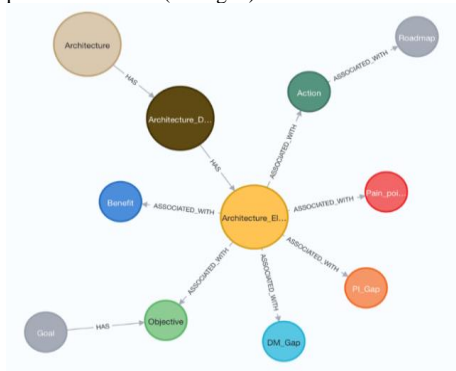 Architecture
Roadmap
ASSOCIATED_WITH
HAS
Action
Architecture_D...
ASSOCIATED_WITH
HAS
Benefit
ASSOCIATED_WITH
Architecture_El...
ASSOCIATED_WITH
Pain_poi...
ASSOCIATED_WITH
ASSOCIATED_WITH
ASSOCIATED_WITH
PI_Gap
Goal
HAS
Objective
DM_Gap